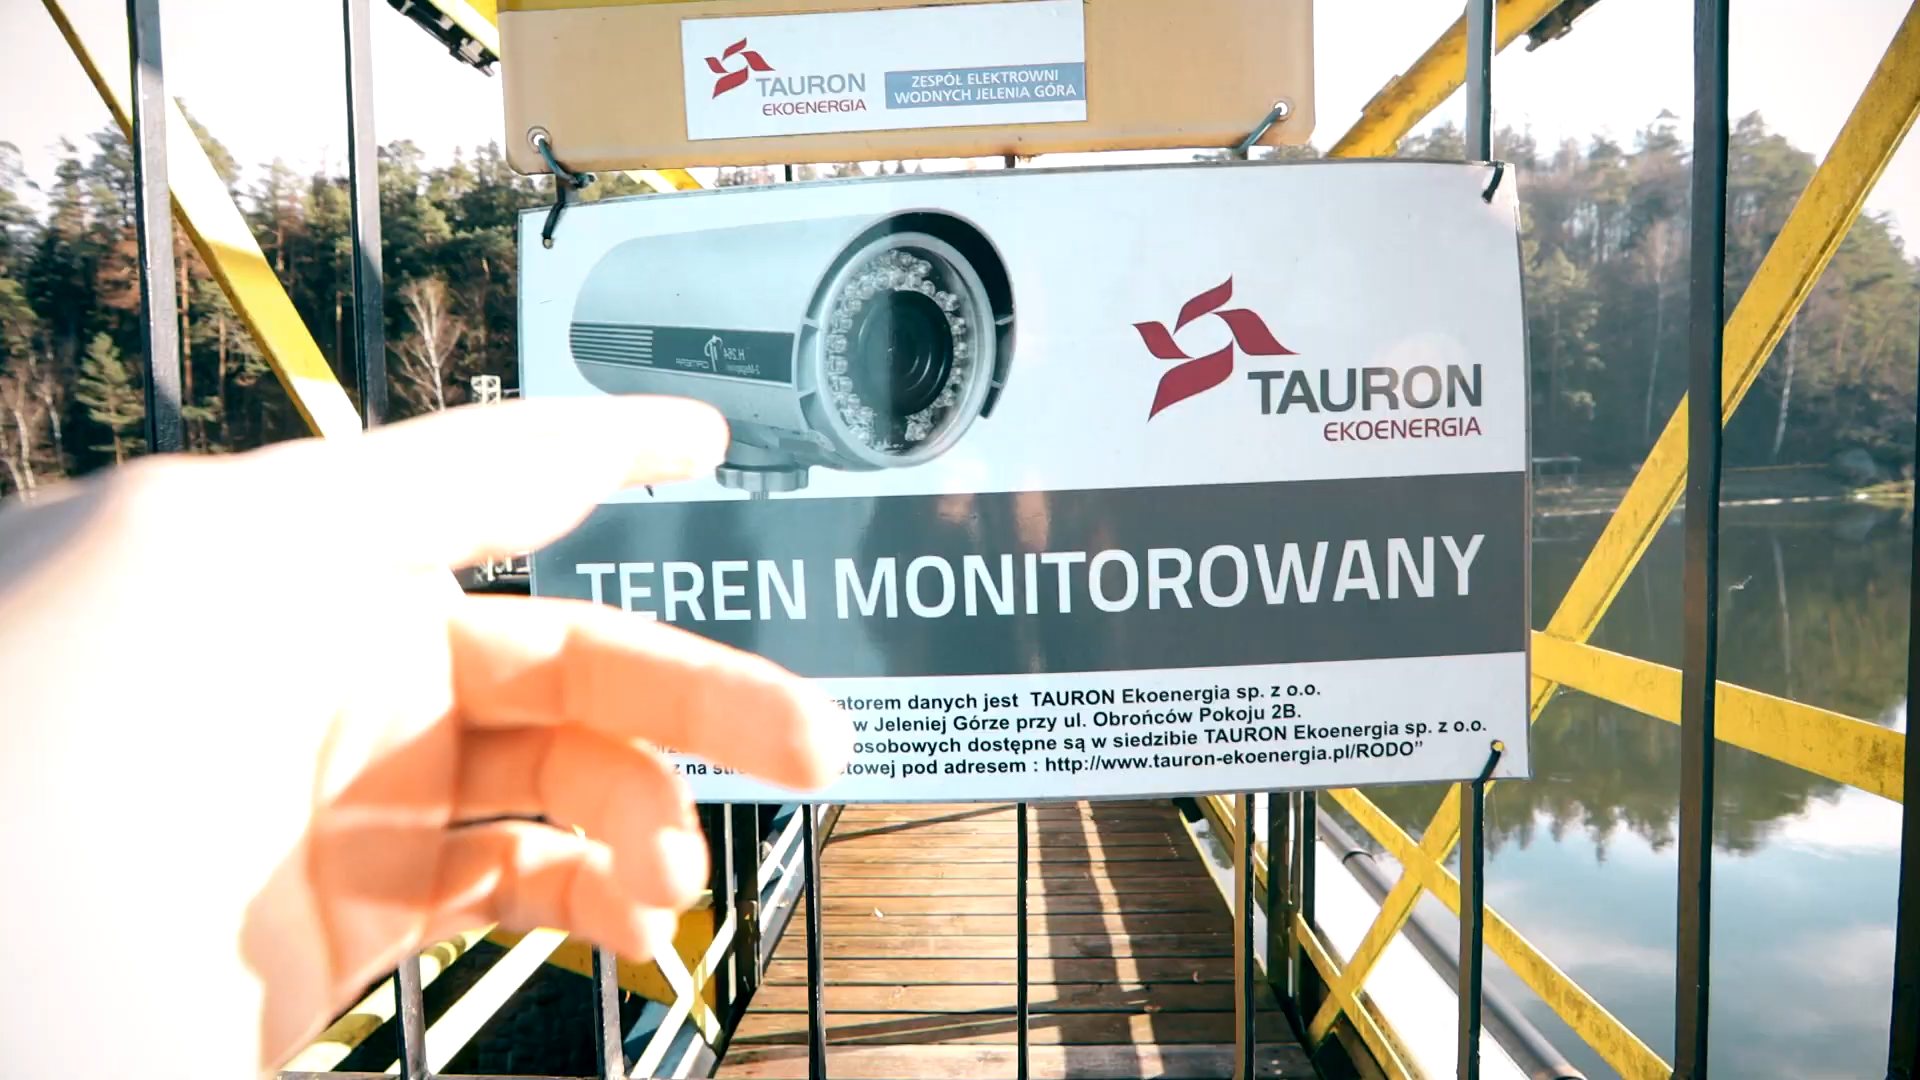 TAURON
EKOENERGIA
ZESPÓŁ ELEKTROWNI
WODNYCH JELENIA GÓRA
TAURON
EKOENERGIA
TEREN MONITOROWANY
atorem danych jest TAURON Ekoenergia sp. z o.o.
w Jeleniej Górze przy ul. Obrońców Pokoju 2B.
osobowych dostępne są w siedzibie TAURON Ekoenergia sp. z o.o.
z na towej pod adresem : http://www.tauron-ekoenergia.pl/RODO”